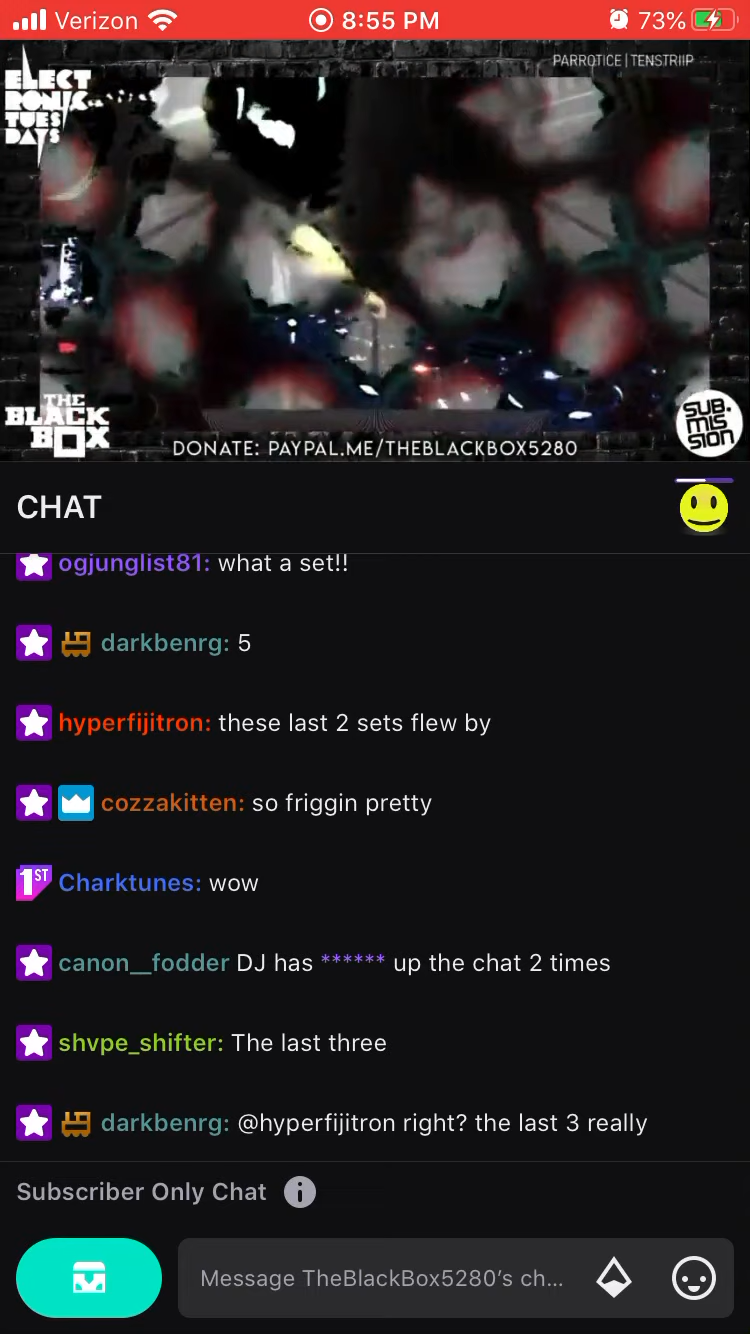 Verizon 8:55 PM 73%
PARROTICE | TENSTRIIP
ELECT
RONIC
TUES
DAYS
THE
BLACK
BOX
SUB.
MIS
SION
DONATE: PAYPAL.ME/THEBLACKBOX5280
CHAT
ogjunglist81: what a set!!
darkbenrg: 5
hyperfijitron: these last 2 sets flew by
cozzakitten: so friggin pretty
1ST Charktunes: wow
canon__fodder DJ has ****** up the chat 2 times
shvpe_shifter: The last three
darkbenrg: @hyperfijitron right? the last 3 really
Subscriber Only Chat
Message TheBlackBox5280’s ch...